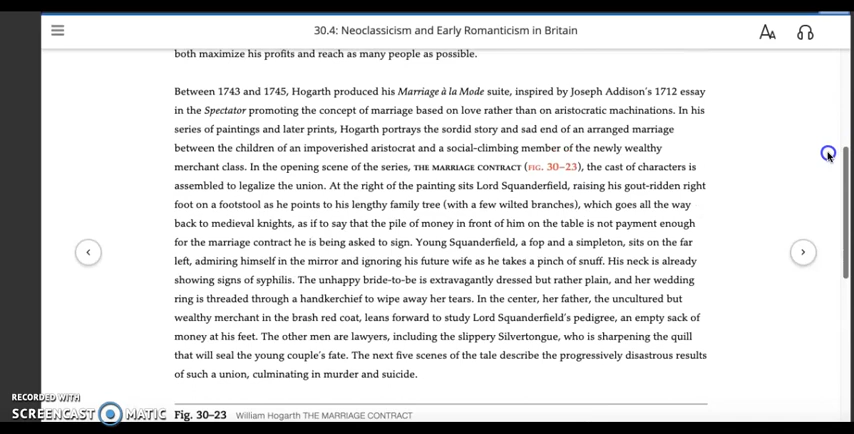 30.4: Neoclassicism and Early Romanticism in Britain
AA
both maximize his profits and reach as many people as possible.
Between 1743 and 1745, Hogarth produced his Marriage à la Mode suite, inspired by Joseph Addison's 1712 essay
in the Spectator promoting the concept of marriage based on love rather than on aristocratic machinations. In his
series of paintings and later prints, Hogarth portrays the sordid story and sad end of an arranged marriage
between the children of an impoverished aristocrat and a social-climbing member of the newly wealthy
merchant class. In the opening scene of the series, THE MARRIAGE CONTRACT (FIG. 30–23), the cast of characters is
assembled to legalize the union. At the right of the painting sits Lord Squanderfield, raising his gout-ridden right
foot on a footstool as he points to his lengthy family tree (with a few wilted branches), which goes all the way
back to medieval knights, as if to say that the pile of money in front of him on the table is not payment enough
for the marriage contract he is being asked to sign. Young Squanderfield, a fop and a simpleton, sits on the far
left, admiring himself in the mirror and ignoring his future wife as he takes a pinch of snuff. His neck is already
showing signs of syphilis. The unhappy bride-to-be is extravagantly dressed but rather plain, and her wedding
ring is threaded through a handkerchief to wipe away her tears. In the center, her father, the uncultured but
wealthy merchant in the brash red coat, leans forward to study Lord Squanderfield's pedigree, an empty sack of
money at his feet. The other men are lawyers, including the slippery Silvertongue, who is sharpening the quill
that will seal the young couple's fate. The next five scenes of the tale describe the progressively disastrous results
of such a union, culminating in murder and suicide.
Fig. 30–23 William Hogarth THE MARRIAGE CONTRACT
RECORDED WITH
SCREENCAST MATIC